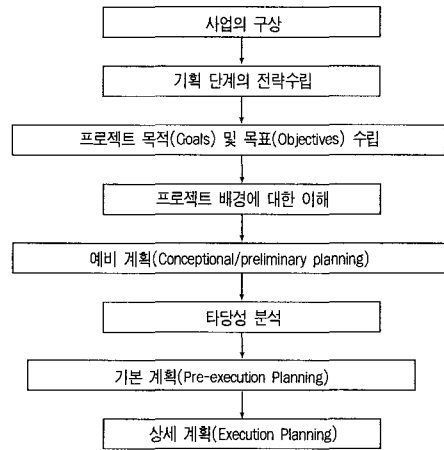 사업의 구상
기획 단계의 전략수립
프로젝트 목적(Goals) 및 목표(Objectives) 수립
프로젝트 배경에 대한 이해
예비 계획(Conceptional/preliminary planning)
타당성 분석
기본 계획(Pre-execution Planning)
상세 계획(Execution Planning)